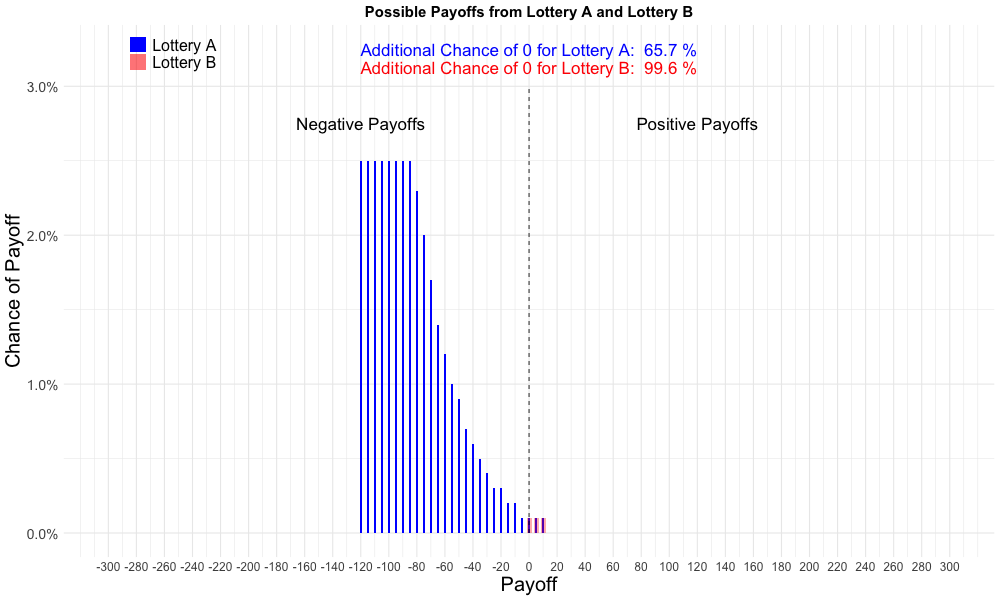 Possible Payoffs from Lottery A and Lottery B
Lottery A
Lottery B
Additional Chance of 0 for Lottery A: 65.7 %
Additional Chance of 0 for Lottery B: 99.6 %
Negative Payoffs
Positive Payoffs
Chance of Payoff
3.0%
2.0%
1.0%
0.0%
-300 -280 -260 -240 -220 -200 -180 -160 -140 -120 -100 -80 -60 -40 -20 0 20 40 60 80 100 120 140 160 180 200 220 240 260 280 300
Payoff